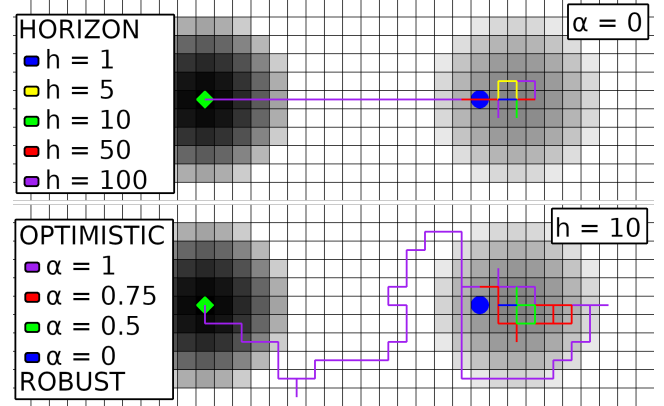 HORIZON
h = 1
h = 5
h = 10
h = 50
h = 100
α = 0
OPTIMISTIC
α = 1
α = 0.75
α = 0.5
α = 0
ROBUST
h = 10